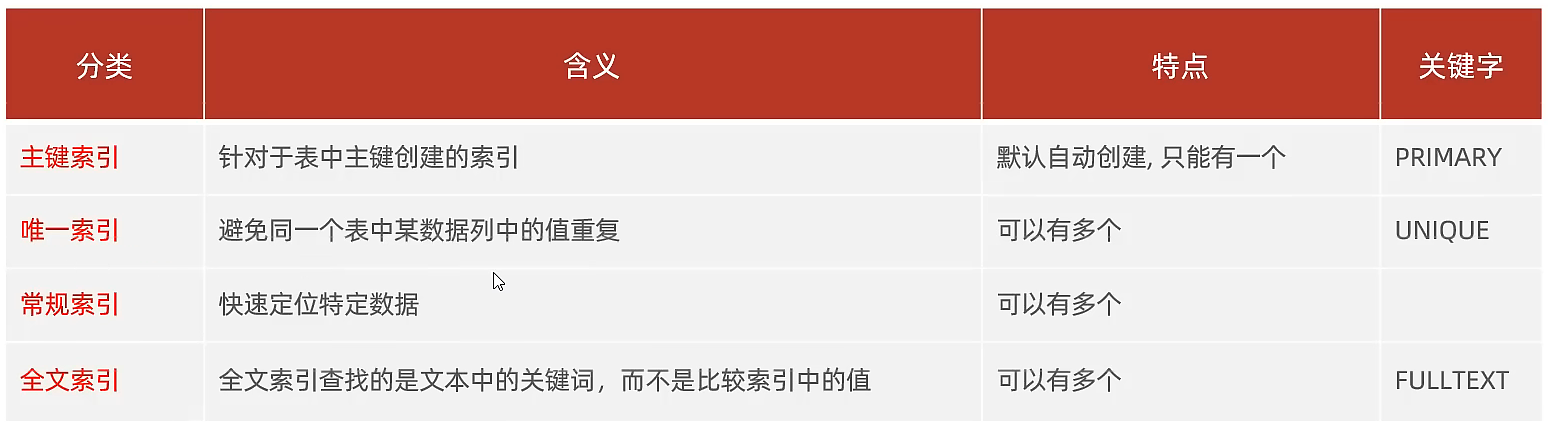 分类 含义 特点 关键字
主键索引 针对于表中主键创建的索引 默认自动创建, 只能有一个 PRIMARY
唯一索引 避免同一个表中某数据列中的值重复 可以有多个 UNIQUE
常规索引 快速定位特定数据 可以有多个
全文索引 全文索引查找的是文本中的关键词，而不是比较索引中的值 可以有多个 FULLTEXT